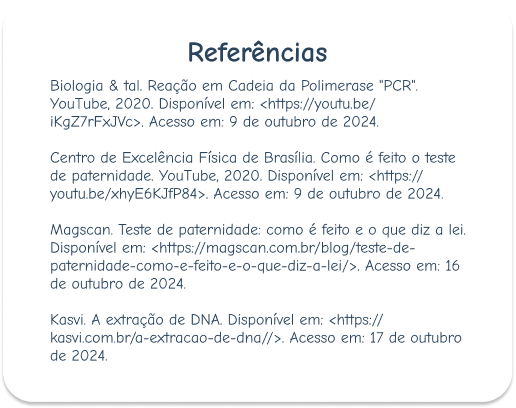 Referências
Biologia & tal. Reação em Cadeia da Polimerase "PCR".
YouTube, 2020. Disponível em: <https://youtu.be/
iKgZ7rFxJVc>. Acesso em: 9 de outubro de 2024.
Centro de Excelência Física de Brasília. Como é feito o teste
de paternidade. YouTube, 2020. Disponível em: <https://
youtu.be/xhyE6KJfP84>. Acesso em: 9 de outubro de 2024.
Magscan. Teste de paternidade: como é feito e o que diz a lei.
Disponível em: <https://magscan.com.br/blog/teste-de-
paternidade-como-e-feito-e-o-que-diz-a-lei/>. Acesso em: 16
de outubro de 2024.
Kasvi. A extração de DNA. Disponível em: <https://
kasvi.com.br/a-extracao-de-dna//>. Acesso em: 17 de outubro
de 2024.